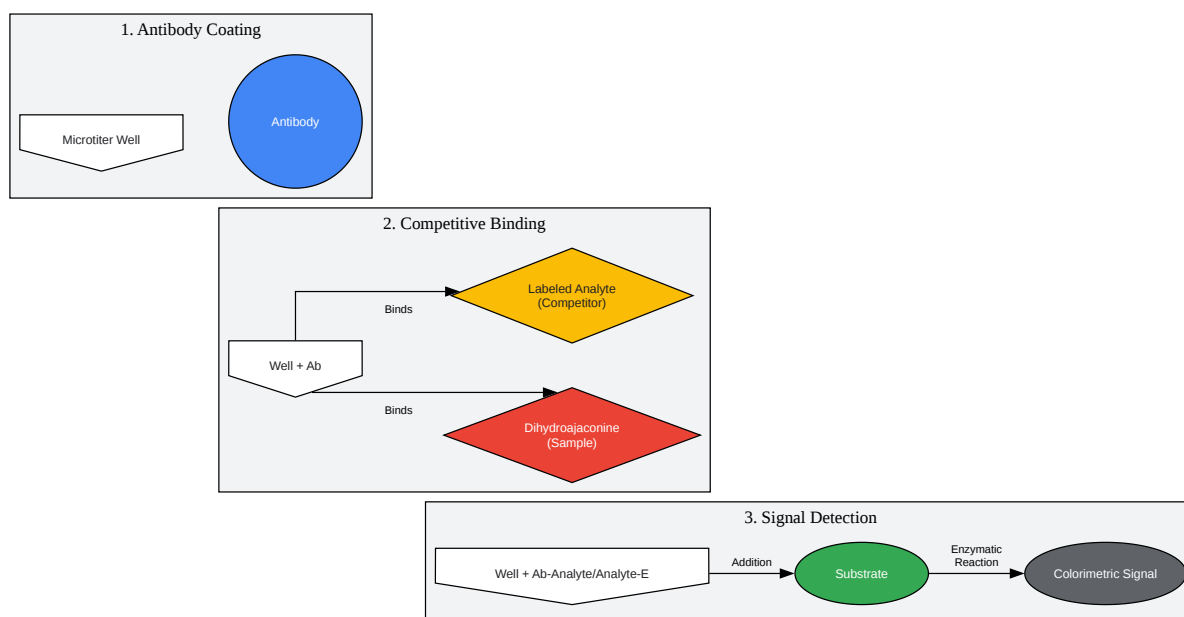 1. Antibody Coating
Microtiter Well
Antibody
2. Competitive Binding
Labeled Analyte
(Competitor)
Binds
Well + Ab
Binds
Dihydroajaconine
(Sample)
3. Signal Detection
Well + Ab-Analyte/Analyte-E
Addition
Substrate
Enzymatic
Reaction
Colorimetric Signal